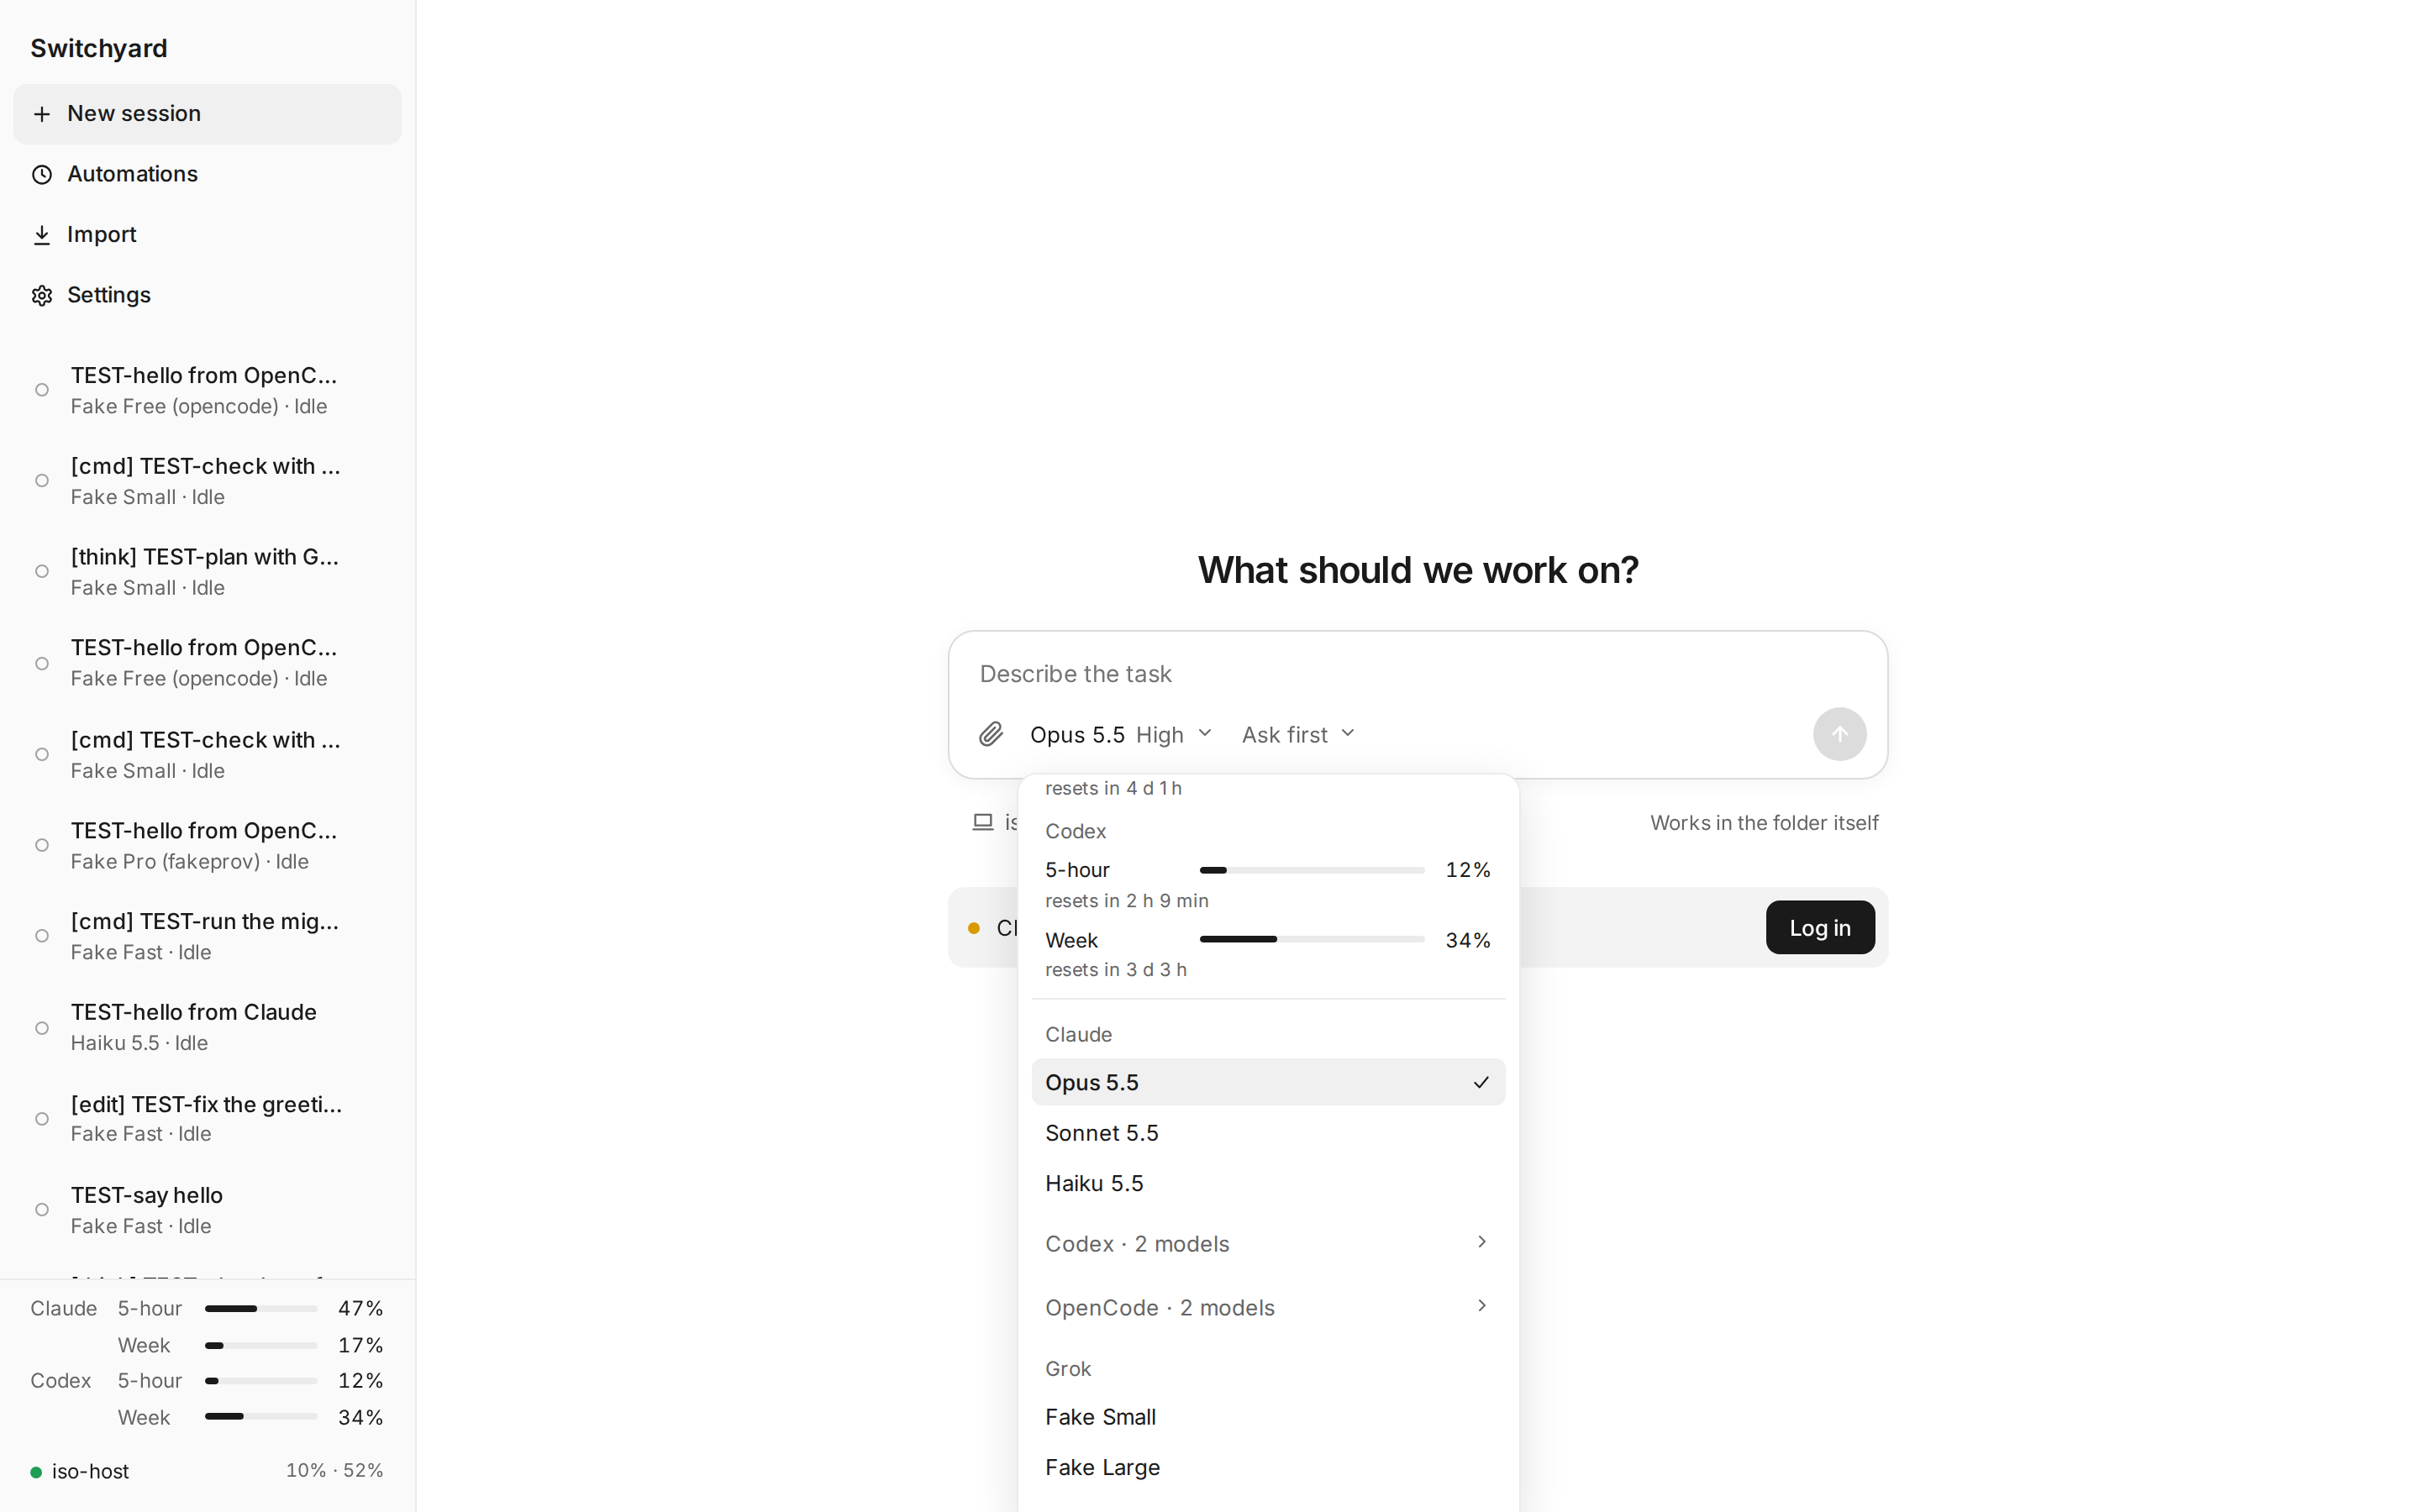 Switchyard
New session
Automations
Import
Settings
TEST-hello from OpenC...
Fake Free (opencode) · Idle
[cmd] TEST-check with ...
Fake Small · Idle
[think] TEST-plan with G...
Fake Small · Idle
TEST-hello from OpenC...
Fake Free (opencode) · Idle
[cmd] TEST-check with ...
Fake Small · Idle
TEST-hello from OpenC...
Fake Pro (fakeprov) · Idle
[cmd] TEST-run the mig...
Fake Fast · Idle
TEST-hello from Claude
Haiku 5.5 · Idle
[edit] TEST-fix the greeti...
Fake Fast · Idle
TEST-say hello
Fake Fast · Idle
Claude 5-hour 47%
Week 17%
Codex 5-hour 12%
Week 34%
iso-host 10% · 52%
What should we work on?
Describe the task
Opus 5.5 High Ask first
Works in the folder itself
Log in
resets in 4 d 1 h
Codex
5-hour 12%
resets in 2 h 9 min
Week 34%
resets in 3 d 3 h
Claude
Opus 5.5
Sonnet 5.5
Haiku 5.5
Codex · 2 models
OpenCode · 2 models
Grok
Fake Small
Fake Large